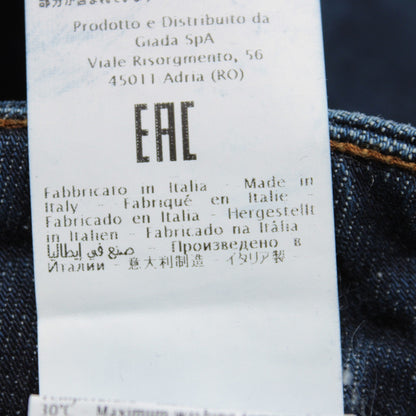 Prodotto e Distribuito da
Giada SpA
Viale Risorgmento, 56
45011 Adria (RO)
EAC
Fabbricato in Italia - Made in
Italy - Fabriqué en Italie -
Fabricado en Italia - Hergestellt
in Italien - Fabricado na Itália -
صنع في إيطاليا - Произведено в
Италии - 意大利制造 - イタリア製 -
30°C Maximum washing